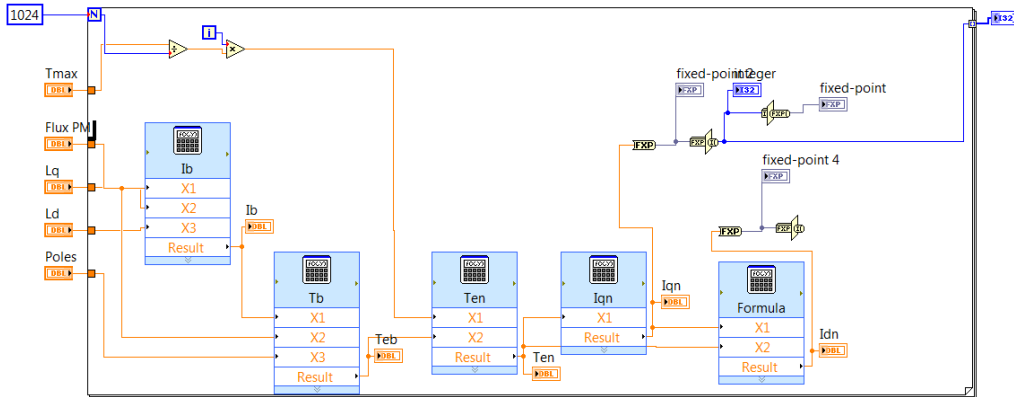 1024
N
I32
i
÷
×
Tmax
DBL
fixed-point 2
integer
FXP
I32
fixed-point
FXP
Flux PM
DBL
Ib
X1
X2
X3
Result
FXP
FXP
FXP
fixed-point 4
FXP
Lq
DBL
Ld
DBL
Ib
DBL
FXP
FXP
Poles
DBL
Tb
X1
X2
X3
Result
Teb
DBL
Ten
X1
X2
Result
Ten
DBL
Iqn
X1
Result
Iqn
DBL
Formula
X1
X2
Result
Idn
DBL